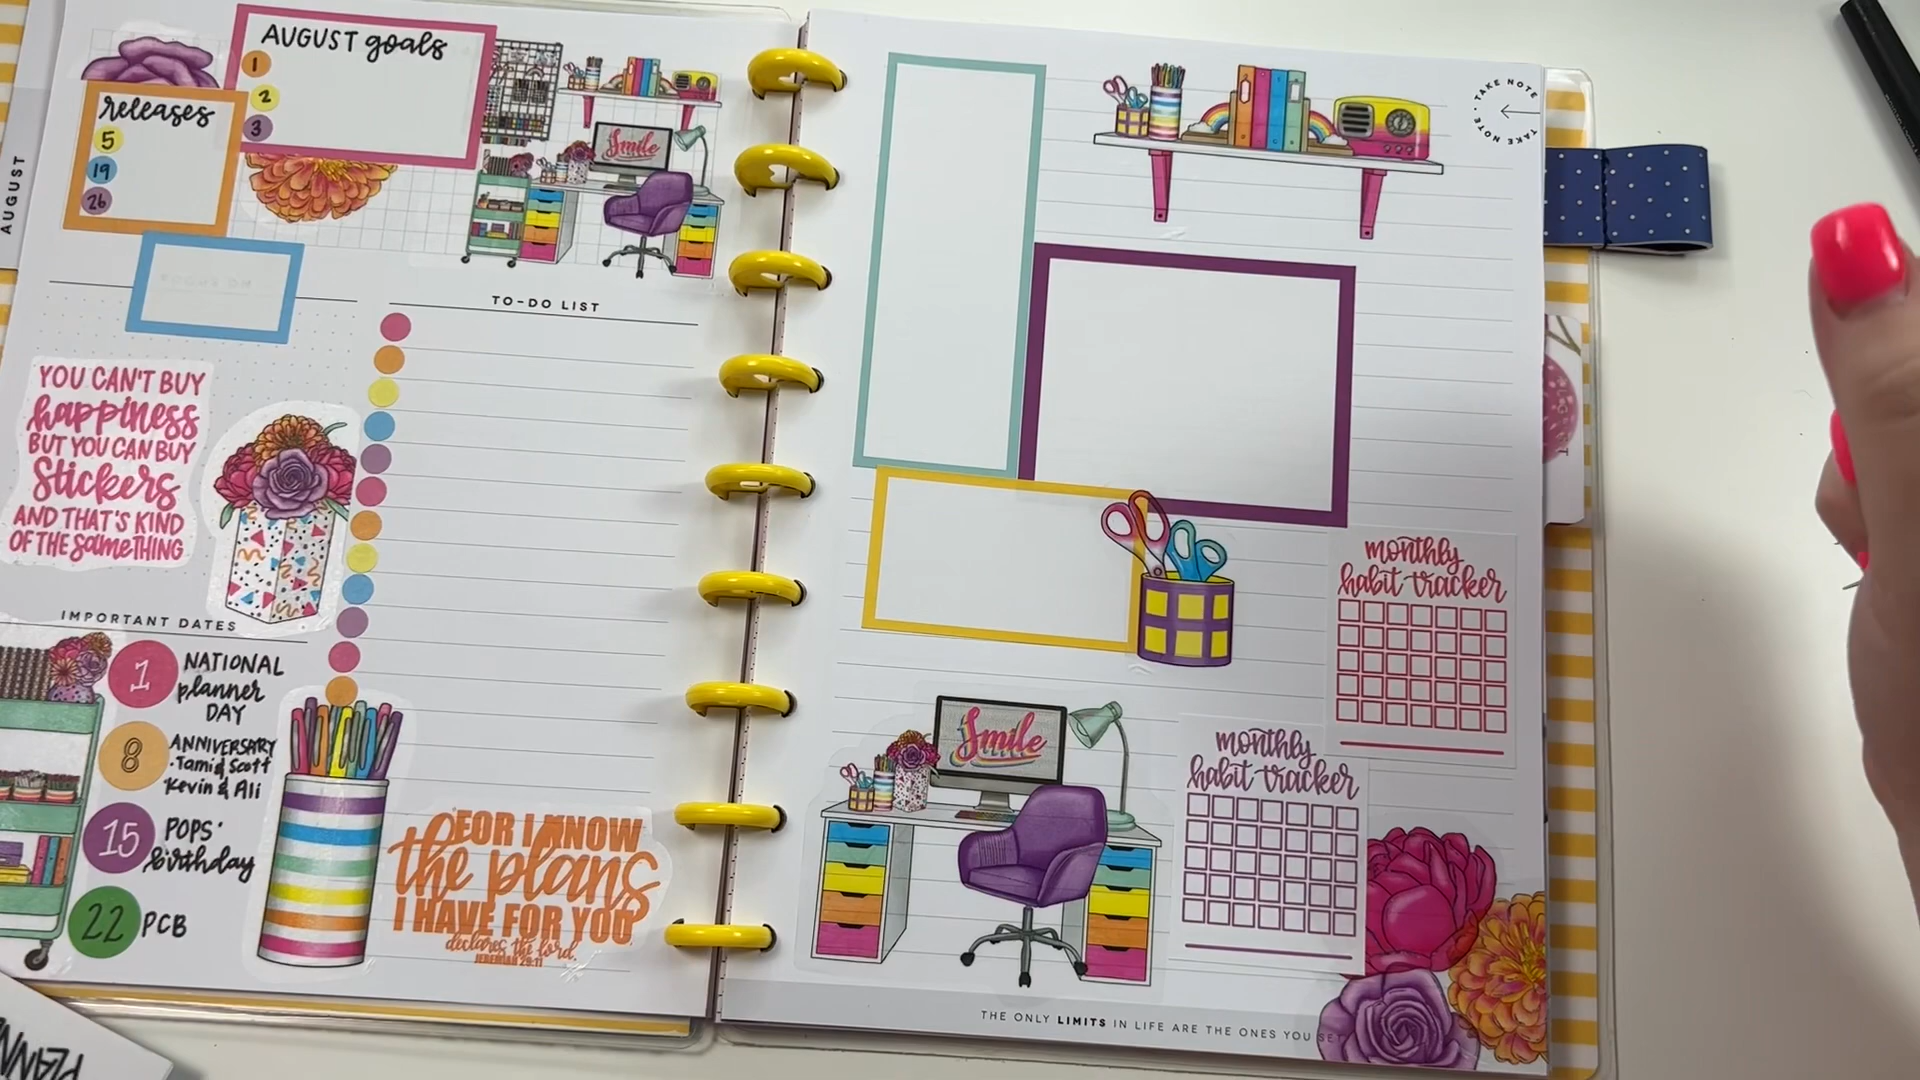 AUGUST
AUGUST goals
1
2
3
releases
5
19
26
Smile
TO-DO LIST
YOU CAN'T BUY
happiness
BUT YOU CAN BUY
Stickers
AND THAT'S KIND
OF THE Same THING
IMPORTANT DATES
1 NATIONAL
planner
DAY
8 ANNIVERSARY
·Tami & Scott
Kevin & Ali
15 POPS'
birthday
22 PCB
FOR I KNOW
the plans
I HAVE FOR YOU
declares the lord.
JEREMIAH 29:11
TAKE NOTE · TAKE NOTE ·
monthly
habit tracker
Smile
monthly
habit tracker
THE ONLY LIMITS IN LIFE ARE THE ONES YOU SET